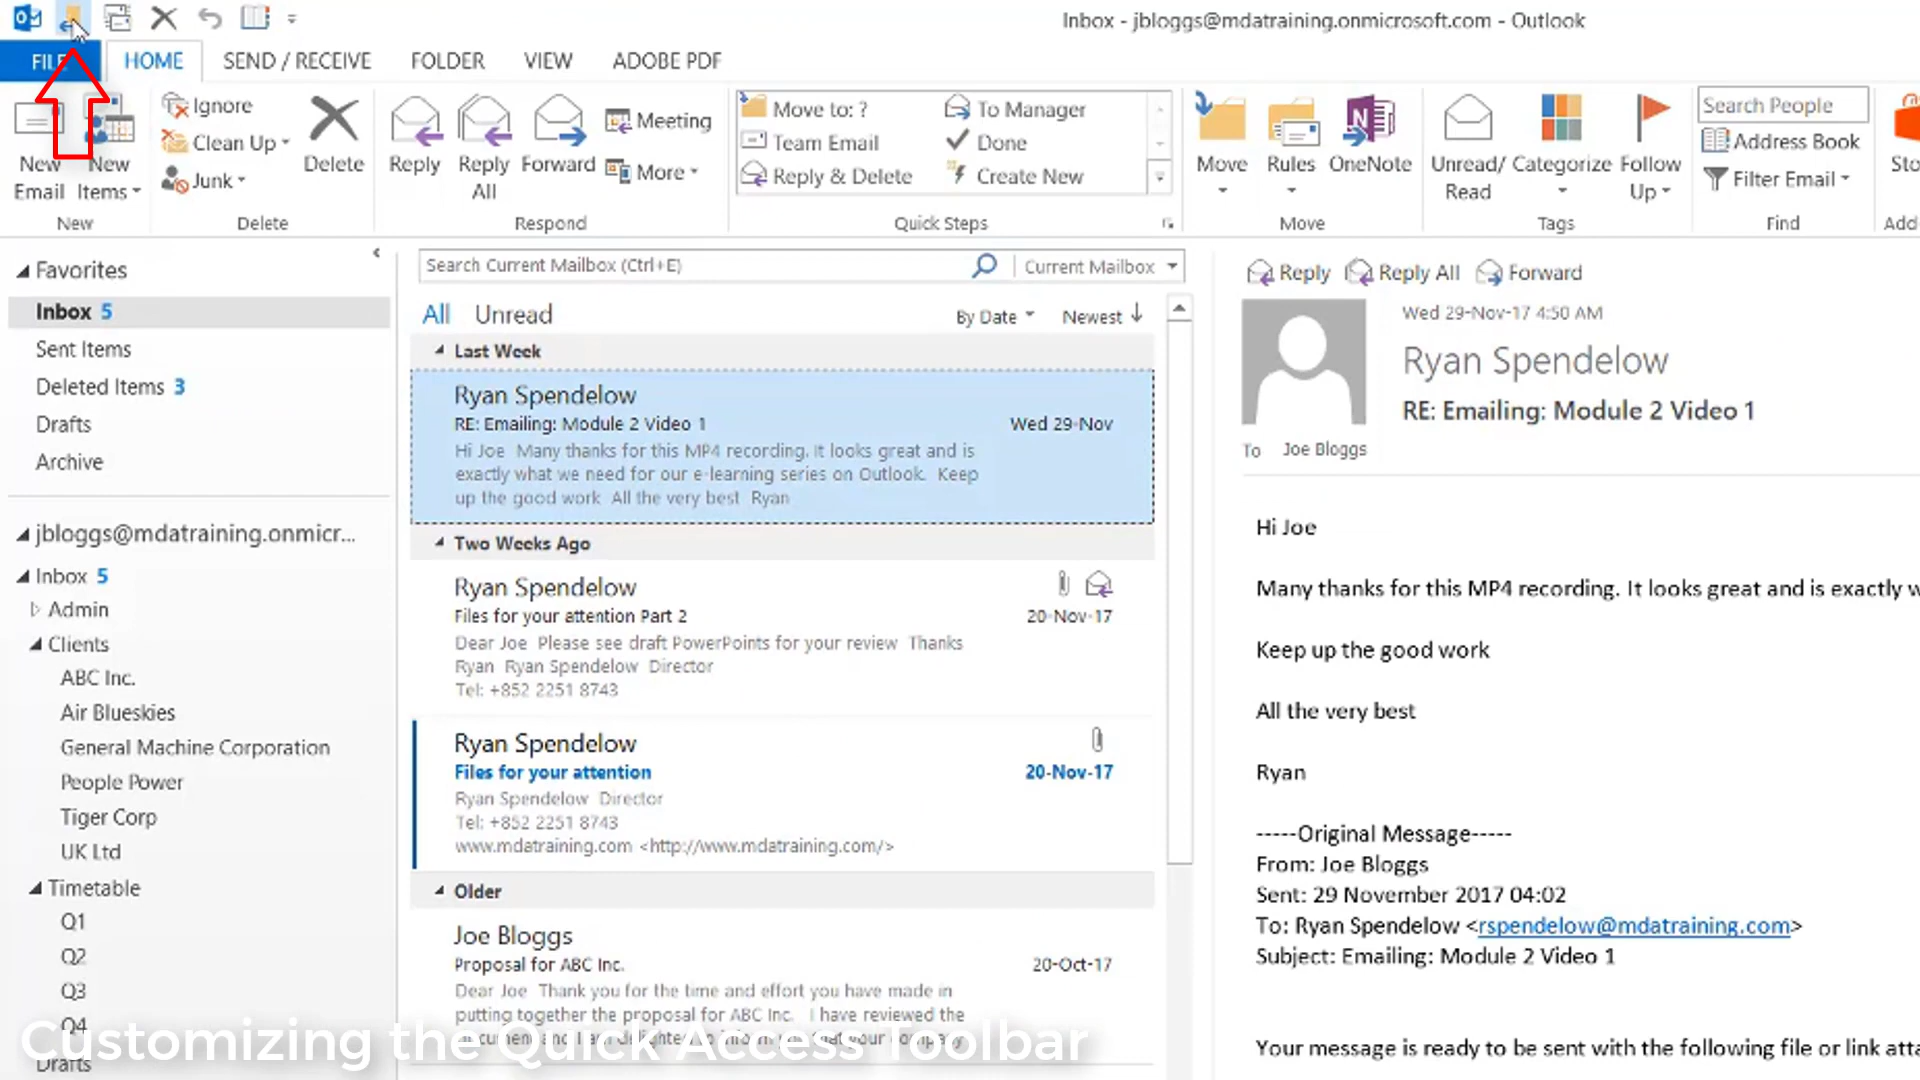 Inbox - jbloggs@mdatraining.onmicrosoft.com - Outlook
FILE HOME SEND / RECEIVE FOLDER VIEW ADOBE PDF
New Email
New Items
New
Ignore
Clean Up
Junk
Delete
Delete
Reply
Reply All
Forward
Meeting
More
Respond
Move to: ?
Team Email
Reply & Delete
To Manager
Done
Create New
Quick Steps
Move
Rules
OneNote
Move
Unread/ Read
Categorize
Follow Up
Tags
Search People
Address Book
Filter Email
Find
Sto
Add-
Favorites
Inbox 5
Sent Items
Deleted Items 3
Drafts
Archive
jbloggs@mdatraining.onmicr...
Inbox 5
Admin
Clients
ABC Inc.
Air Blueskies
General Machine Corporation
People Power
Tiger Corp
UK Ltd
Timetable
Q1
Q2
Q3
Q4
Drafts
Search Current Mailbox (Ctrl+E)
Current Mailbox
All Unread
By Date Newest
Last Week
Ryan Spendelow
RE: Emailing: Module 2 Video 1 Wed 29-Nov
Hi Joe Many thanks for this MP4 recording. It looks great and is
exactly what we need for our e-learning series on Outlook. Keep
up the good work All the very best Ryan
Two Weeks Ago
Ryan Spendelow
Files for your attention Part 2 20-Nov-17
Dear Joe Please see draft PowerPoints for your review Thanks
Ryan Ryan Spendelow Director
Tel: +852 2251 8743
Ryan Spendelow
Files for your attention 20-Nov-17
Ryan Spendelow Director
Tel: +852 2251 8743
www.mdatraining.com <http://www.mdatraining.com/>
Older
Joe Bloggs
Proposal for ABC Inc. 20-Oct-17
Dear Joe Thank you for the time and effort you have made in
putting together the proposal for ABC Inc. I have reviewed the
Customizing the Quick Access Toolbar
Reply Reply All Forward
Wed 29-Nov-17 4:50 AM
Ryan Spendelow
RE: Emailing: Module 2 Video 1
To Joe Bloggs
Hi Joe
Many thanks for this MP4 recording. It looks great and is exactly w
Keep up the good work
All the very best
Ryan
-----Original Message-----
From: Joe Bloggs
Sent: 29 November 2017 04:02
To: Ryan Spendelow <rspendelow@mdatraining.com>
Subject: Emailing: Module 2 Video 1
Your message is ready to be sent with the following file or link atta